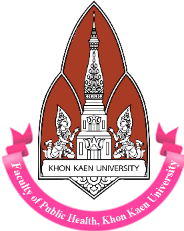 KHON KAEN UNIVERSITY
Faculty of Public Health, Khon Kaen University